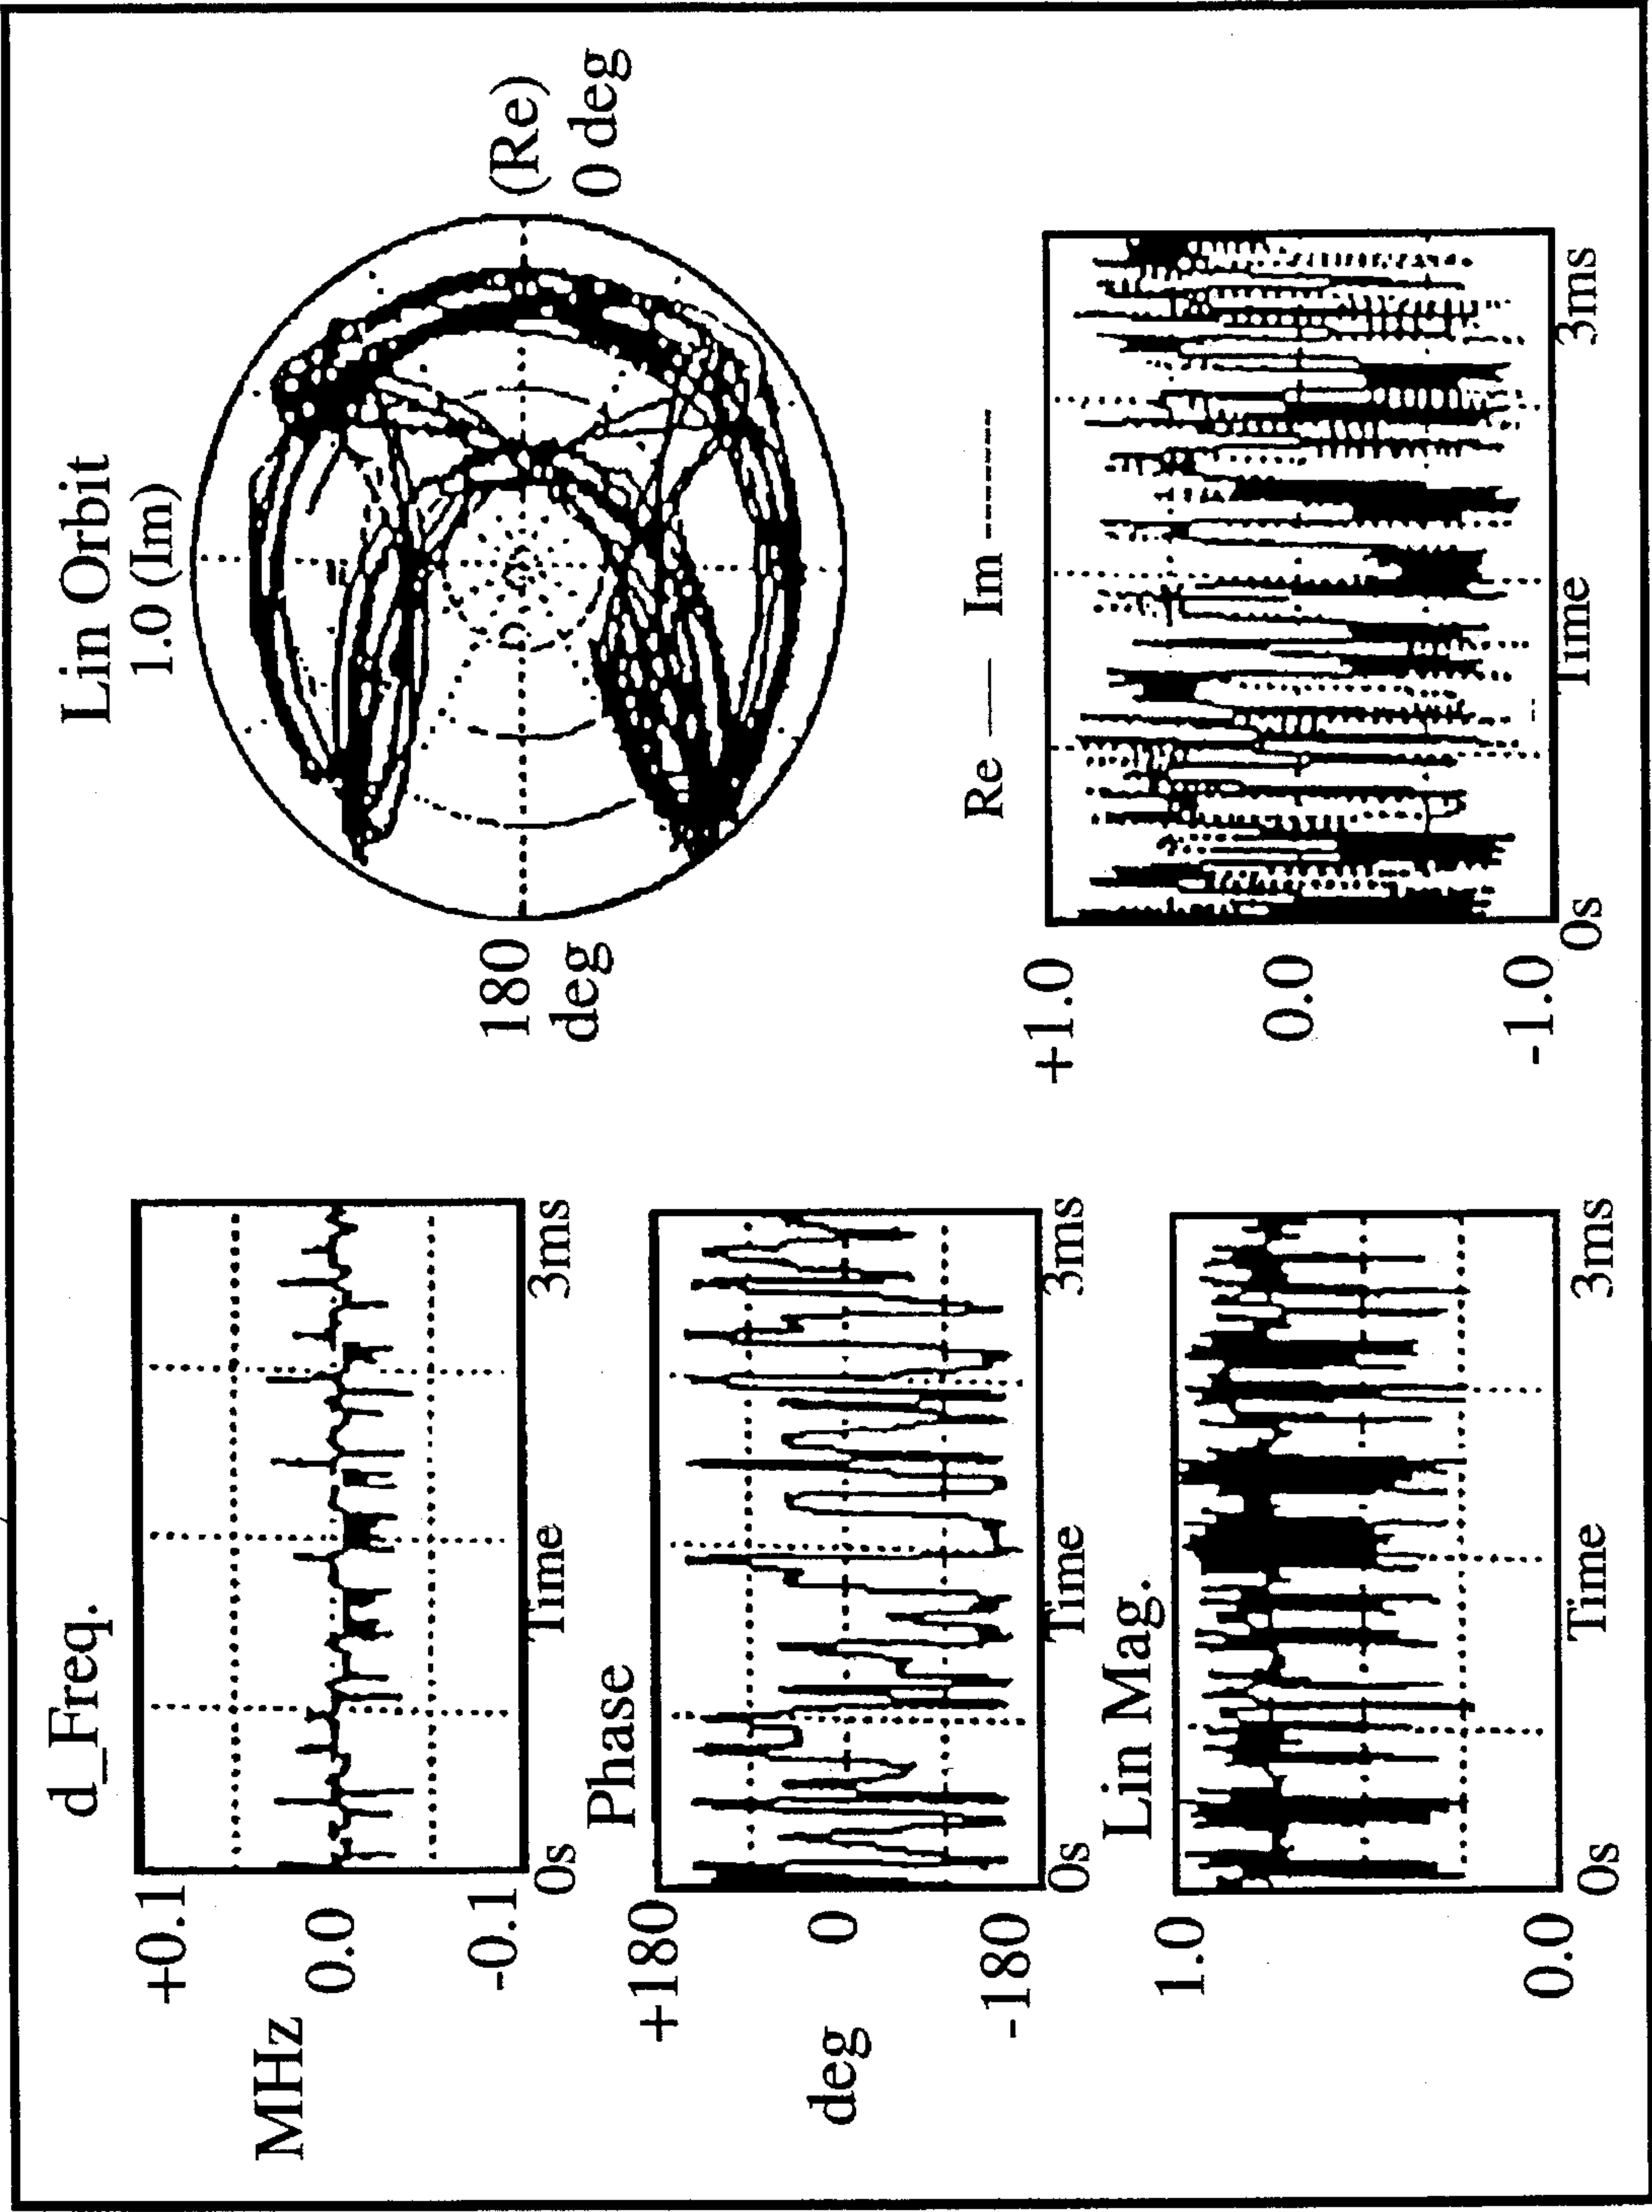 d_Freq.
+0.1
MHz
0.0
-0.1
0s
Time
3ms
Phase
+180
deg
0
-180
0s
Time
3ms
Lin Mag.
1.0
0.0
0s
Time
3ms
Lin Orbit
1.0 (Im)
180
deg
(Re)
0 deg
Re —— Im -------
+1.0
0.0
-1.0
0s
Time
3ms